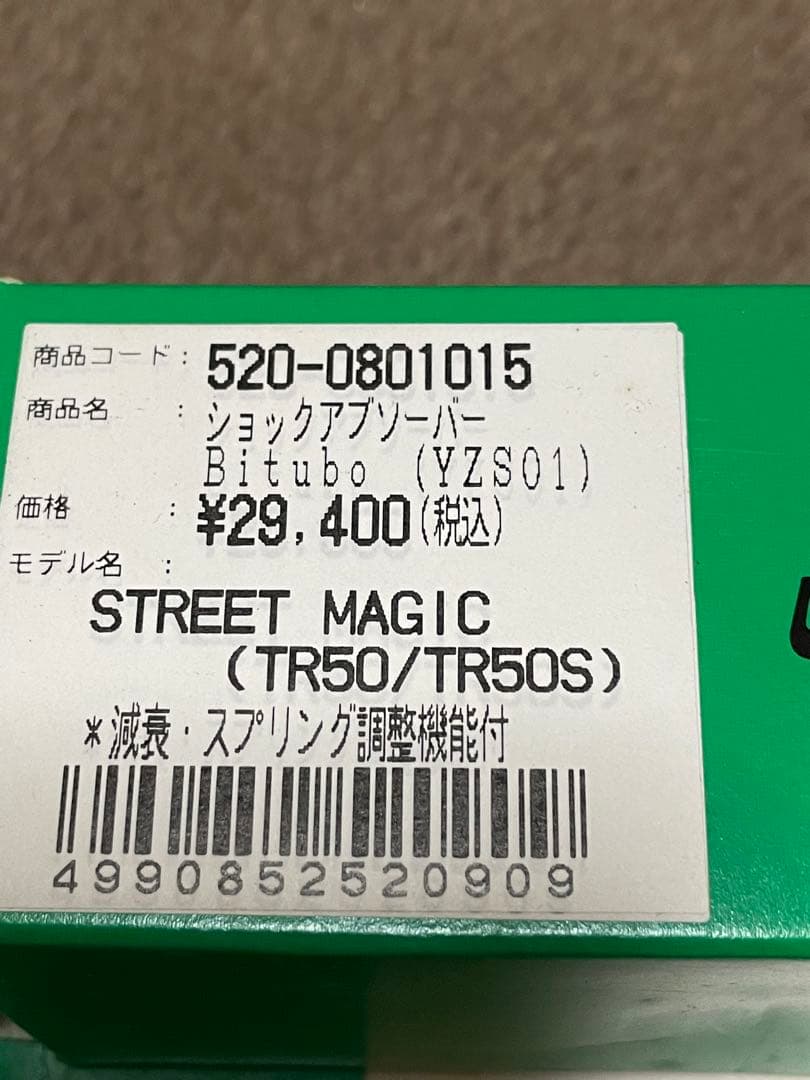 商品コード: 520-0801015
商品名 : ショックアブソーバー
Bitubo (YZS01)
価格 : ¥29,400(税込)
モデル名 :
STREET MAGIC
(TR50/TR50S)
*減衰・スプリング調整機能付
4990852520909